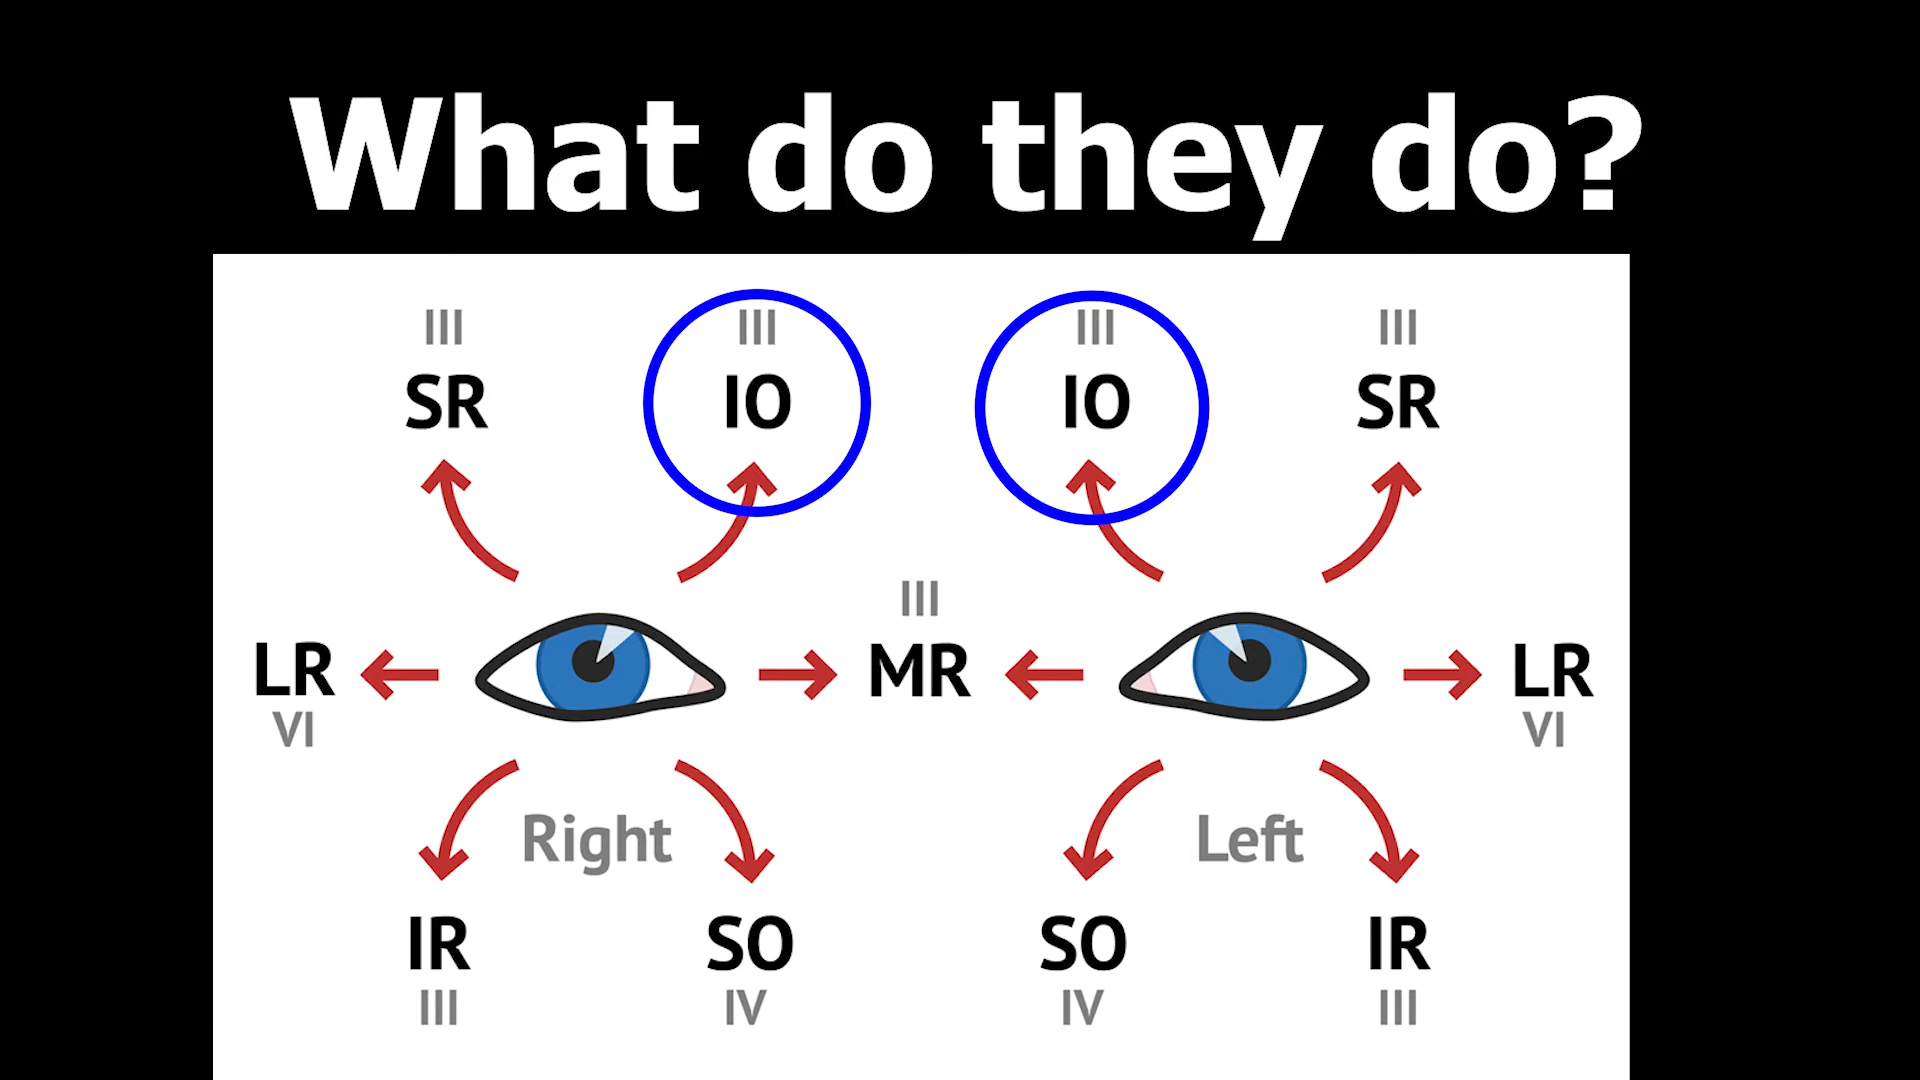 What do they do?
III III III III
SR IO IO SR
III
LR MR LR
VI VI
Right Left
IR SO SO IR
III IV IV III